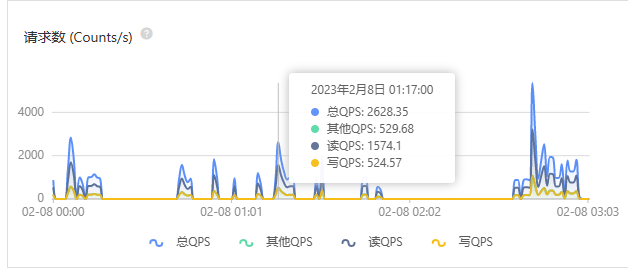 请求数 (Counts/s)
2023年2月8日 01:17:00
总QPS: 2628.35
其他QPS: 529.68
读QPS: 1574.1
写QPS: 524.57
4000
2000
0
02-08 00:00 02-08 01:01 02-08 02:02 02-08 03:03
总QPS 其他QPS 读QPS 写QPS